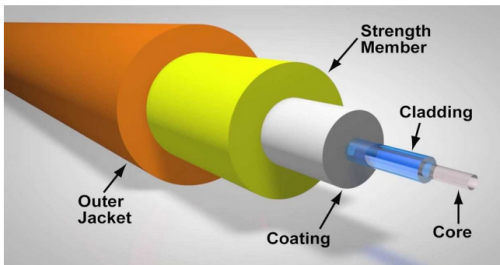 Strength
Member
Cladding
Outer
Jacket
Coating
Core